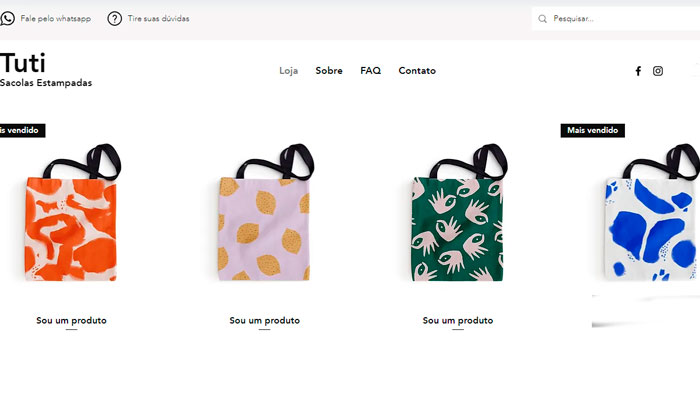 Fale pelo whatsapp
Tire suas dúvidas
Pesquisar...
Tuti
Sacolas Estampadas
Loja Sobre FAQ Contato
is vendido
Mais vendido
Sou um produto
Sou um produto
Sou um produto